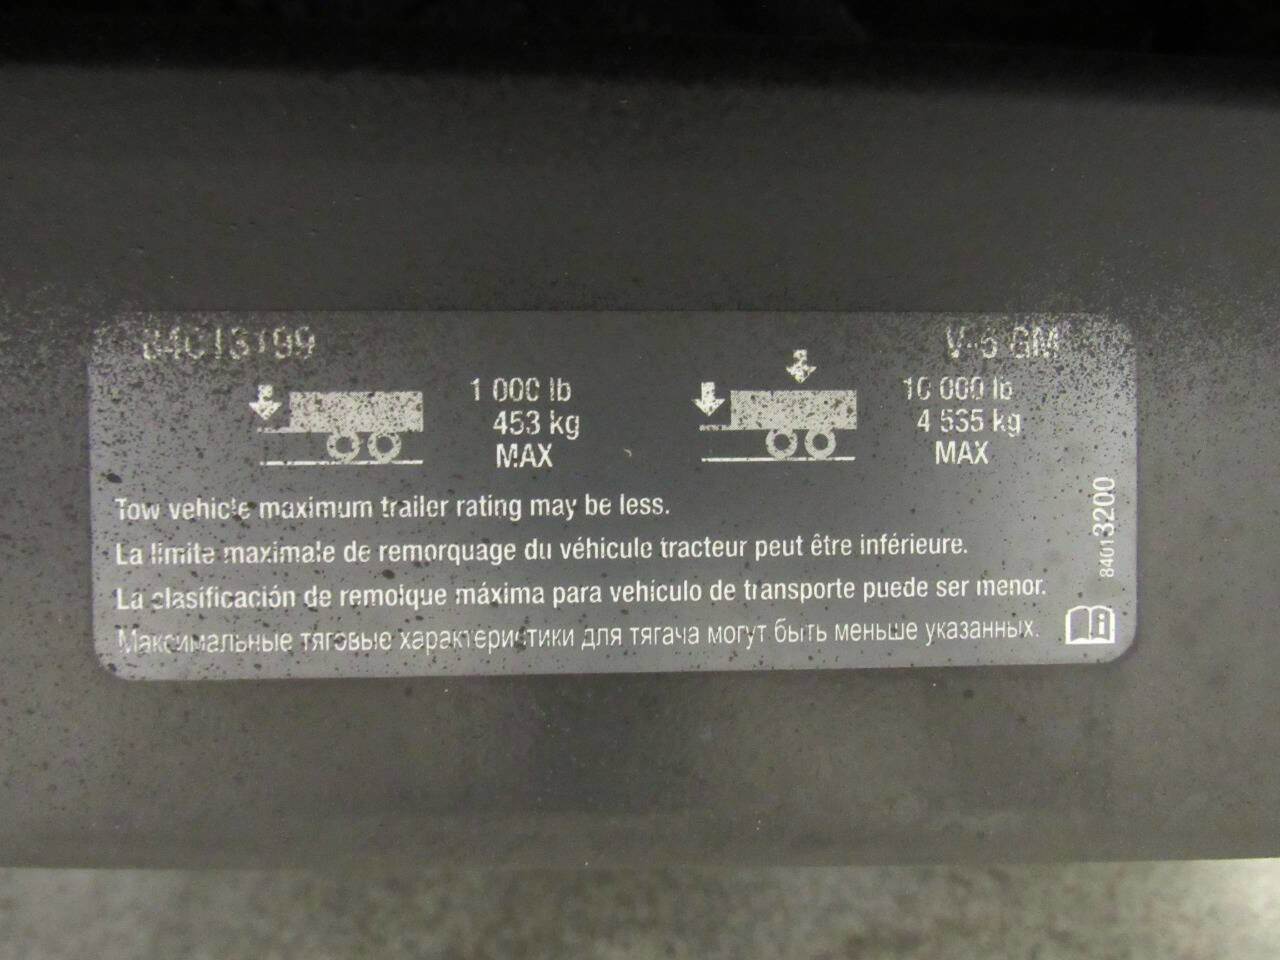 84013199
V-5 GM
1 000 lb
453 kg
MAX
10 000 lb
4 535 kg
MAX
Tow vehicle maximum trailer rating may be less.
La limite maximale de remorquage du véhicule tracteur peut être inférieure.
La clasificación de remolque máxima para vehículo de transporte puede ser menor.
Максимальные тяговые характеристики для тягача могут быть меньше указанных.
84013200